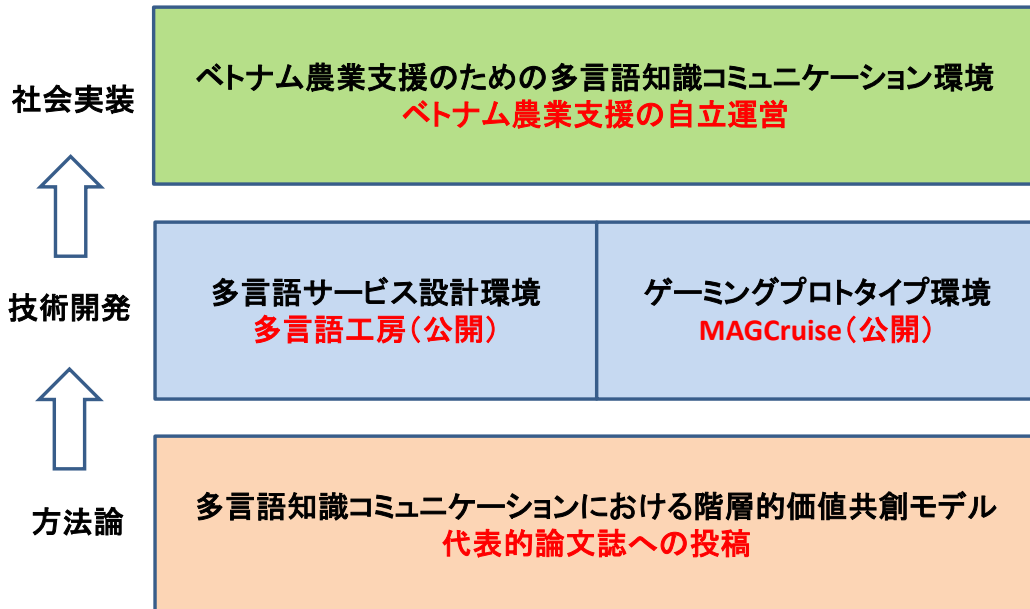 社会実装
ベトナム農業支援のための多言語知識コミュニケーション環境
ベトナム農業支援の自立運営
技術開発
多言語サービス設計環境
多言語工房（公開）
ゲーミングプロトタイプ環境
MAGCruise（公開）
方法論
多言語知識コミュニケーションにおける階層的価値共創モデル
代表的論文誌への投稿